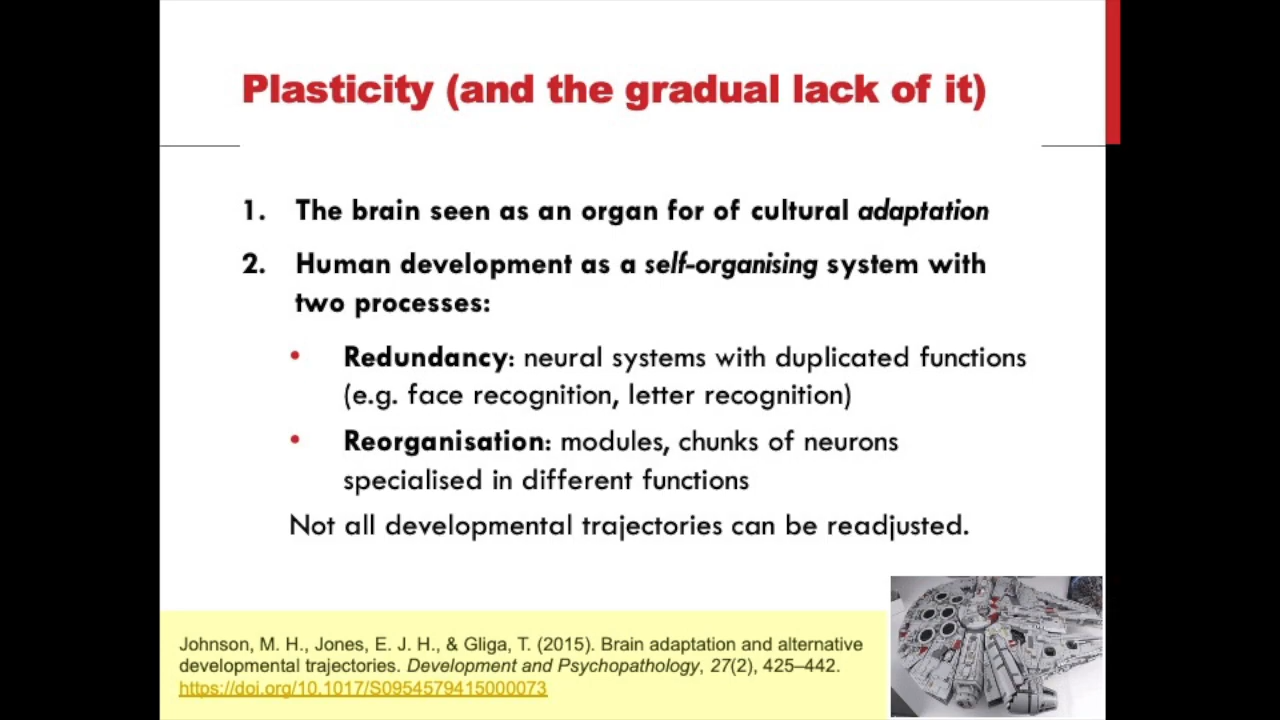 Plasticity (and the gradual lack of it)
1. The brain seen as an organ for of cultural adaptation
2. Human development as a self-organising system with
two processes:
• Redundancy: neural systems with duplicated functions
(e.g. face recognition, letter recognition)
• Reorganisation: modules, chunks of neurons
specialised in different functions
Not all developmental trajectories can be readjusted.
Johnson, M. H., Jones, E. J. H., & Gliga, T. (2015). Brain adaptation and alternative
developmental trajectories. Development and Psychopathology, 27(2), 425–442.
https://doi.org/10.1017/S0954579415000073